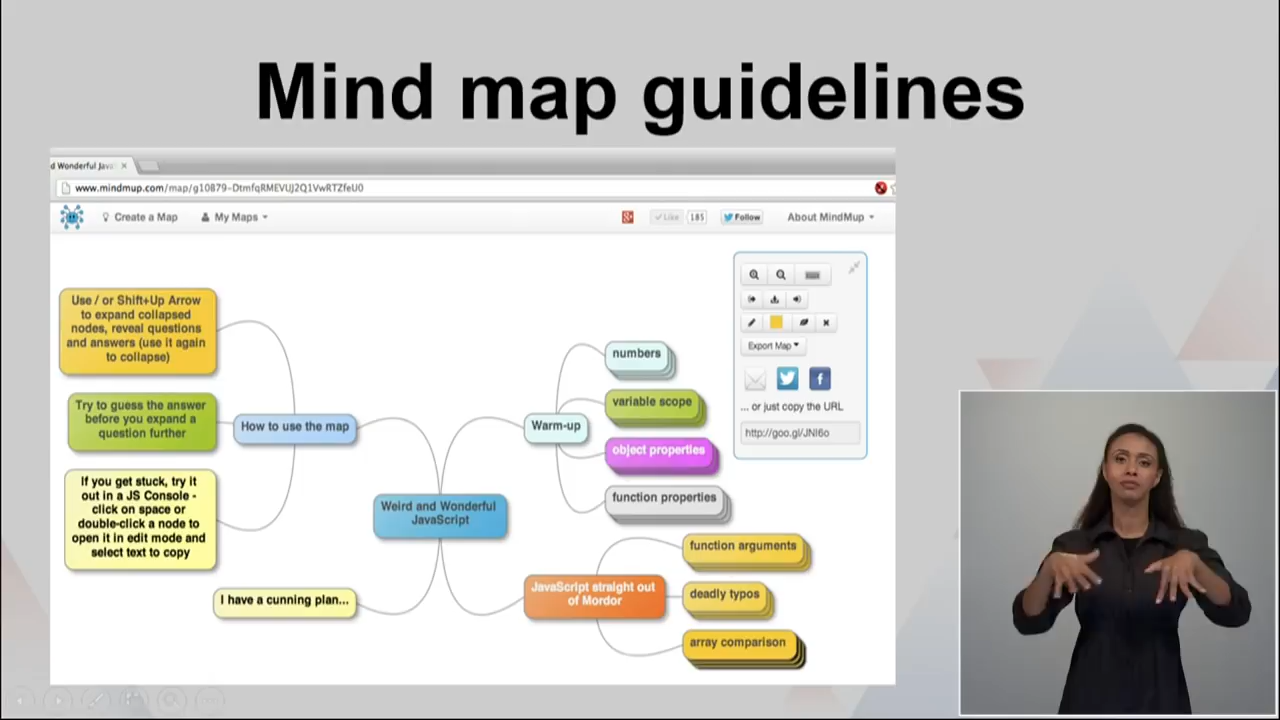 Mind map guidelines
d Wonderful Java
www.mindmup.com/map/g10B79-DtmfqRMEVUJ2Q1VwRTZfeU0
Create a Map
My Maps
Like
185
Follow
About MindMup
Use / or Shift+Up Arrow
to expand collapsed
nodes, reveal questions
and answers (use it again
to collapse)
Try to guess the answer
before you expand a
question further
If you get stuck, try it
out in a JS Console -
click on space or
double-click a node to
open it in edit mode and
select text to copy
How to use the map
I have a cunning plan...
Weird and Wonderful
JavaScript
Warm-up
numbers
variable scope
object properties
function properties
JavaScript straight out
of Mordor
function arguments
deadly typos
array comparison
Export Map
... or just copy the URL
http://goo.gl/JNl6o